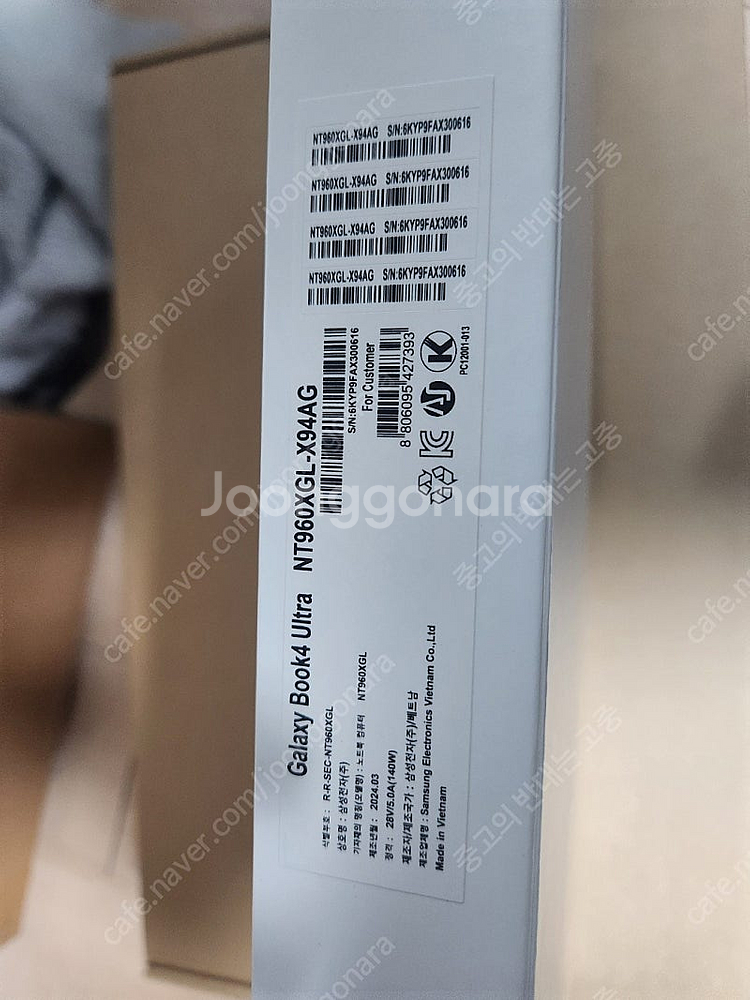 NT960XGL-X94AG S/N:6KYP9FAX300616
NT960XGL-X94AG S/N:6KYP9FAX300616
NT960XGL-X94AG S/N:6KYP9FAX300616
NT960XGL-X94AG S/N:6KYP9FAX300616
Galaxy Book4 Ultra NT960XGL-X94AG
S/N:6KYP9FAX300616
For Customer
8 806095 427393
PC12001-013
식별부호 : R-R-SEC-NT960XGL
상호명 : 삼성전자(주)
기자재의 명칭(모델명) : 노트북 컴퓨터 NT960XGL
제조년월 : 2024.03
정격 : 28V/5.0A(140W)
제조자/제조국가 : 삼성전자(주)/베트남
제조업체명 : Samsung Electronics Vietnam Co.,Ltd
Made in Vietnam
Joonggonara
cafe.naver.com/joonggonara
중고의 반대는 고중